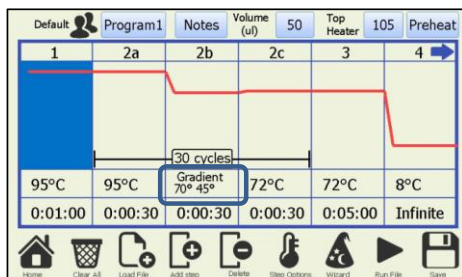 Default Program1 Notes Volume (ul) 50 Top Heater 105 Preheat
1 2a 2b 2c 3 4
30 cycles
95°C 95°C Gradient 70° 45° 72°C 72°C 8°C
0:01:00 0:00:30 0:00:30 0:00:30 0:05:00 Infinite
Home Clear All Load File Add step Delete Step Options Wizard Run File Save